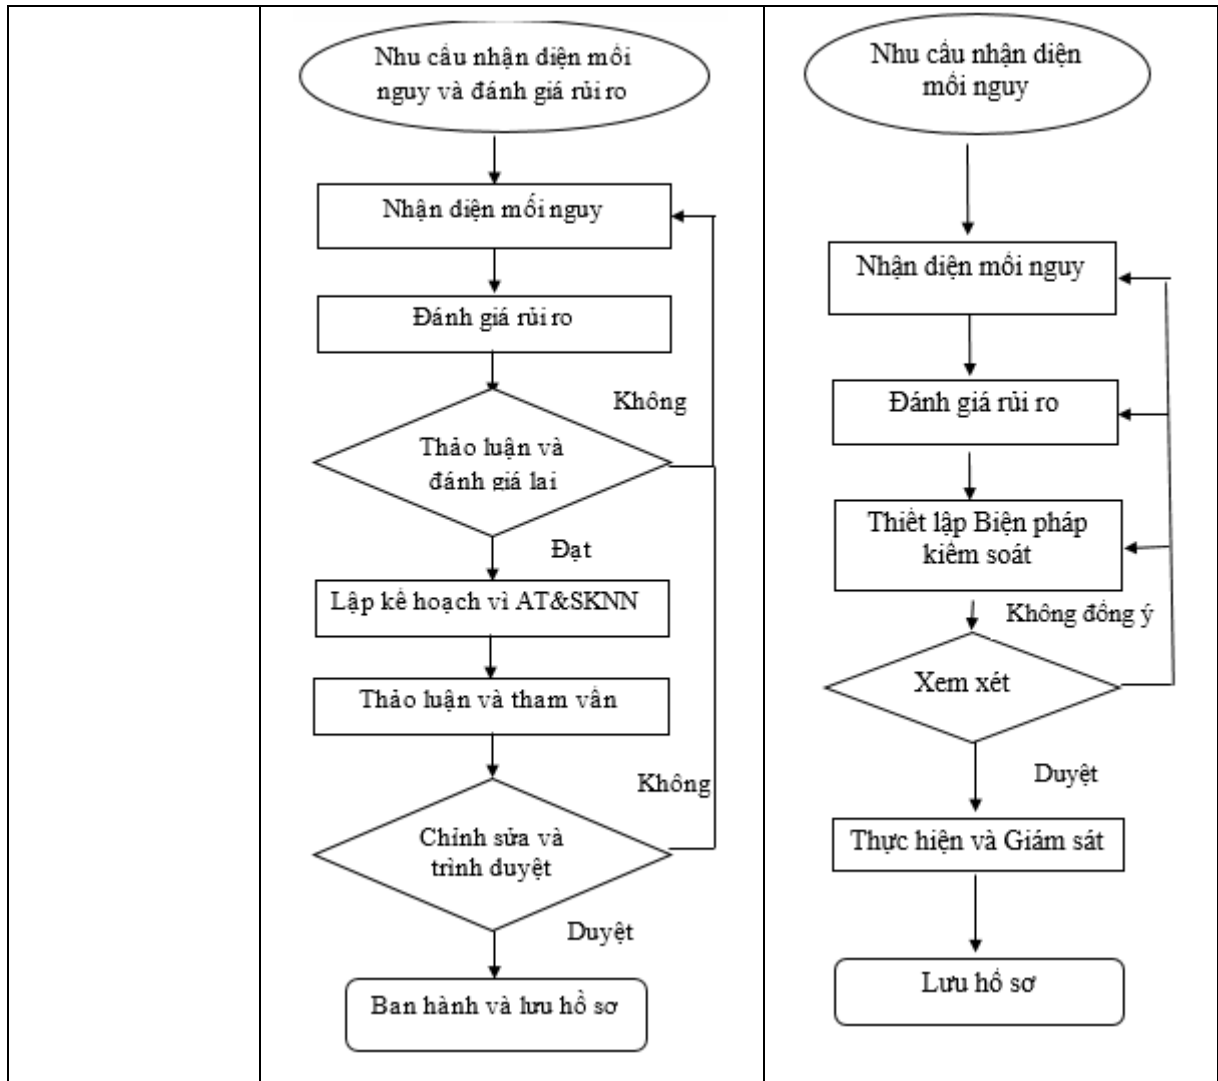 Nhu cầu nhận diện mối
nguy và đánh giá rủi ro
Nhận diện mối nguy
Đánh giá rủi ro
Không
Thảo luận và
đánh giá lại
Đạt
Lập kế hoạch vì AT&SKNN
Thảo luận và tham vấn
Không
Chỉnh sửa và
trình duyệt
Duyệt
Ban hành và lưu hồ sơ
Nhu cầu nhận diện
mối nguy
Nhận diện mối nguy
Đánh giá rủi ro
Thiết lập Biện pháp
kiểm soát
Không đồng ý
Xem xét
Duyệt
Thực hiện và Giám sát
Lưu hồ sơ